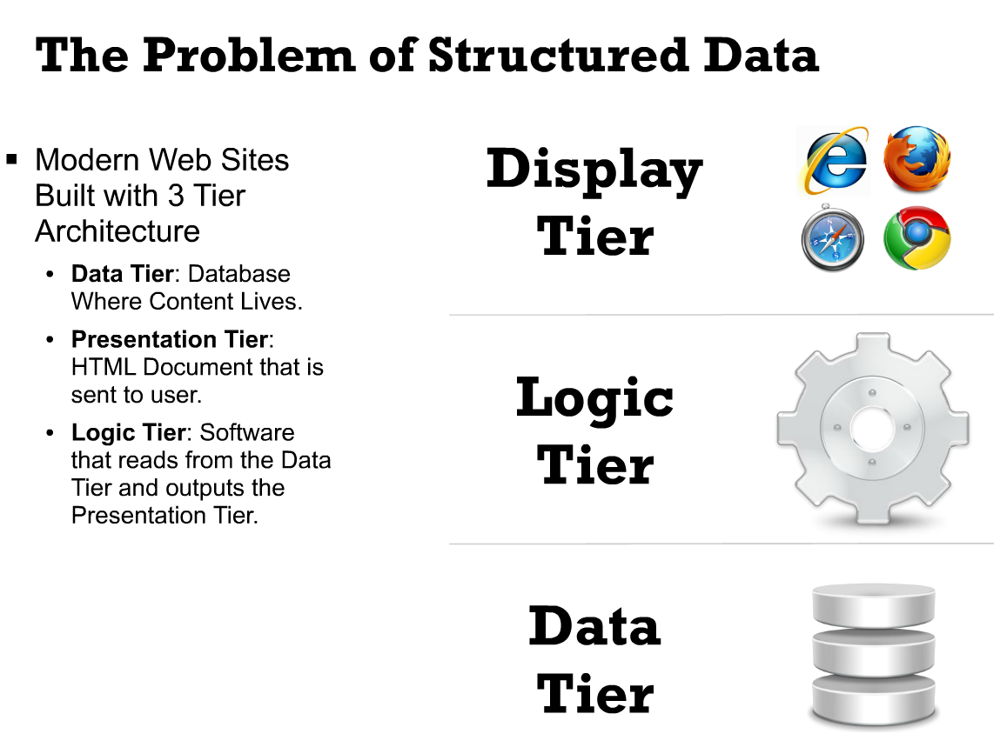 The Problem of Structured Data
▪ Modern Web Sites
Built with 3 Tier
Architecture
• Data Tier: Database
Where Content Lives.
• Presentation Tier:
HTML Document that is
sent to user.
• Logic Tier: Software
that reads from the Data
Tier and outputs the
Presentation Tier.
Display
Tier
Logic
Tier
Data
Tier